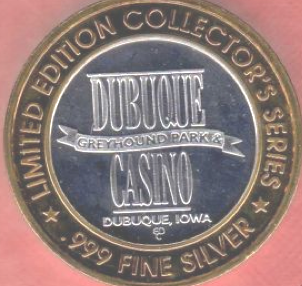 LIMITED EDITION COLLECTOR'S SERIES
DUBUQUE
GREYHOUND PARK &
CASINO
DUBUQUE, IOWA
.999 FINE SILVER